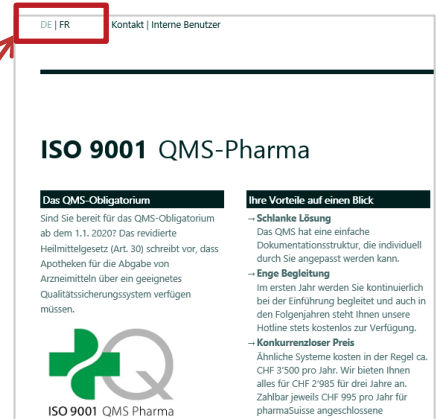 DE | FR Kontakt | Interne Benutzer
ISO 9001 QMS-Pharma
Das QMS-Obligatorium
Sind Sie bereit für das QMS-Obligatorium
ab dem 1.1. 2020? Das revidierte
Heilmittelgesetz (Art. 30) schreibt vor, dass
Apotheken für die Abgabe von
Arzneimitteln über ein geeignetes
Qualitätssicherungssystem verfügen
müssen.
ISO 9001 QMS Pharma
Ihre Vorteile auf einen Blick
→ Schlanke Lösung
Das QMS hat eine einfache
Dokumentationsstruktur, die individuell
durch Sie angepasst werden kann.
→ Enge Begleitung
Im ersten Jahr werden Sie kontinuierlich
bei der Einführung begleitet und auch in
den Folgenjahren steht Ihnen unsere
Hotline stets kostenlos zur Verfügung.
→ Konkurrenzloser Preis
Ähnliche Systeme kosten in der Regel ca.
CHF 3'500 pro Jahr. Wir bieten Ihnen
alles für CHF 2'985 für drei Jahre an.
Zahlbar jeweils CHF 995 pro Jahr für
pharmaSuisse angeschlossene